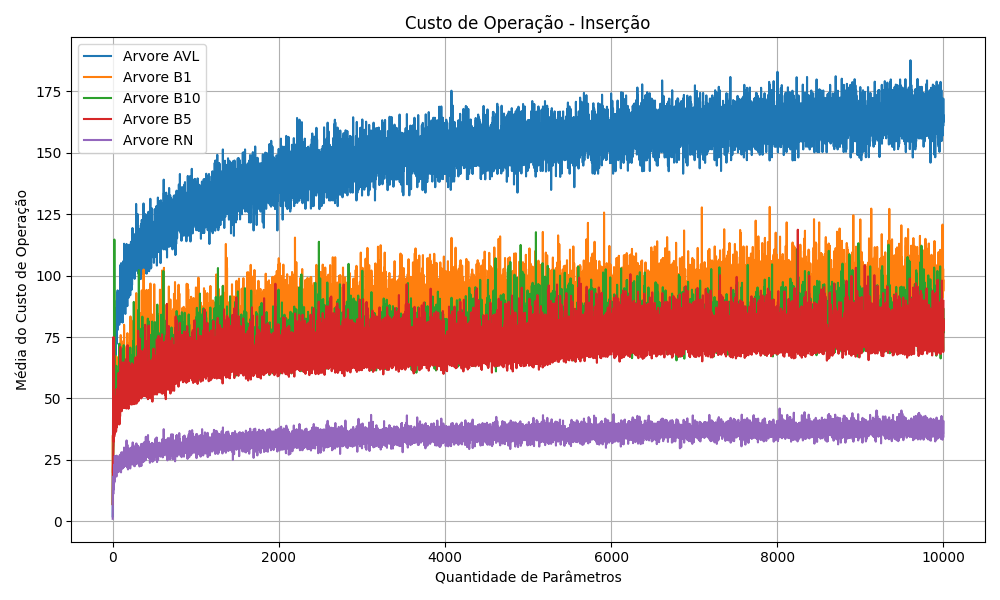 Custo de Operação - Inserção
Arvore AVL
Arvore B1
Arvore B10
Arvore B5
Arvore RN
Média do Custo de Operação
175
150
125
100
75
50
25
0
0 2000 4000 6000 8000 10000
Quantidade de Parâmetros